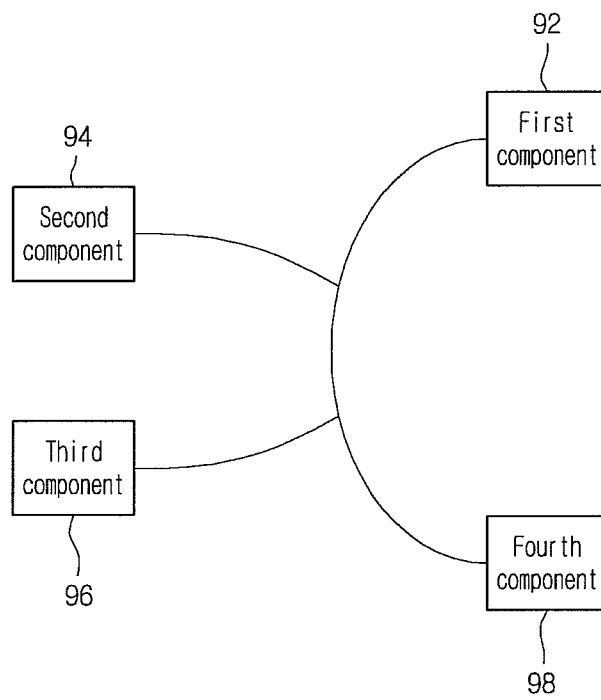 92
First
component
94
Second
component
Third
component
96
Fourth
component
98